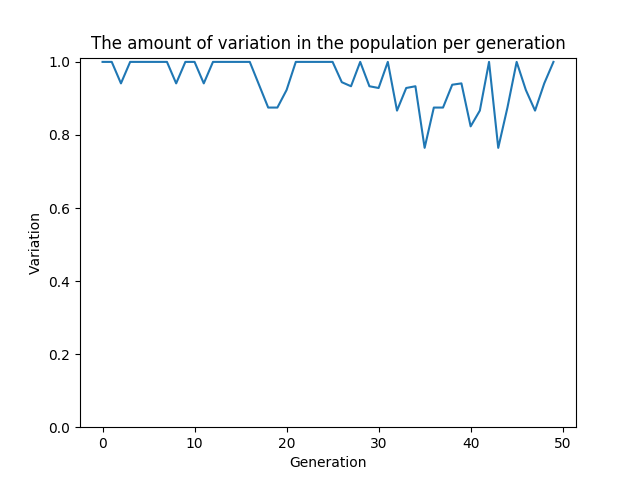 The amount of variation in the population per generation
1.0
0.8
0.6
0.4
0.2
0.0
Variation
0 10 20 30 40 50
Generation